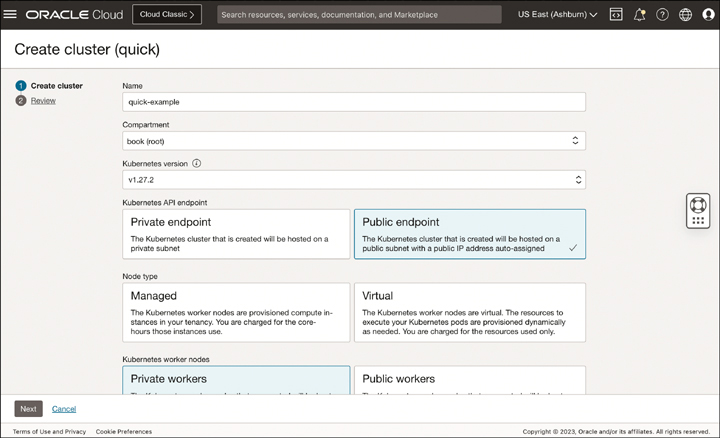 ORACLE Cloud
Cloud Classic >
Search resources, services, documentation, and Marketplace
US East (Ashburn)
Create cluster (quick)
1 Create cluster
2 Review
Name
quick-example
Compartment
book (root)
Kubernetes version
v1.27.2
Kubernetes API endpoint
Private endpoint
The Kubernetes cluster that is created will be hosted on a
private subnet
Public endpoint
The Kubernetes cluster that is created will be hosted on a
public subnet with a public IP address auto-assigned
Node type
Managed
The Kubernetes worker nodes are provisioned compute in-
stances in your tenancy. You are charged for the core-
hours those instances use.
Virtual
The Kubernetes worker nodes are virtual. The resources to
execute your Kubernetes pods are provisioned dynamically
as needed. You are charged for the resources used only.
Kubernetes worker nodes
Private workers
Public workers
Next
Cancel
Terms of Use and Privacy
Cookie Preferences
Copyright © 2023, Oracle and/or its affiliates. All rights reserved.